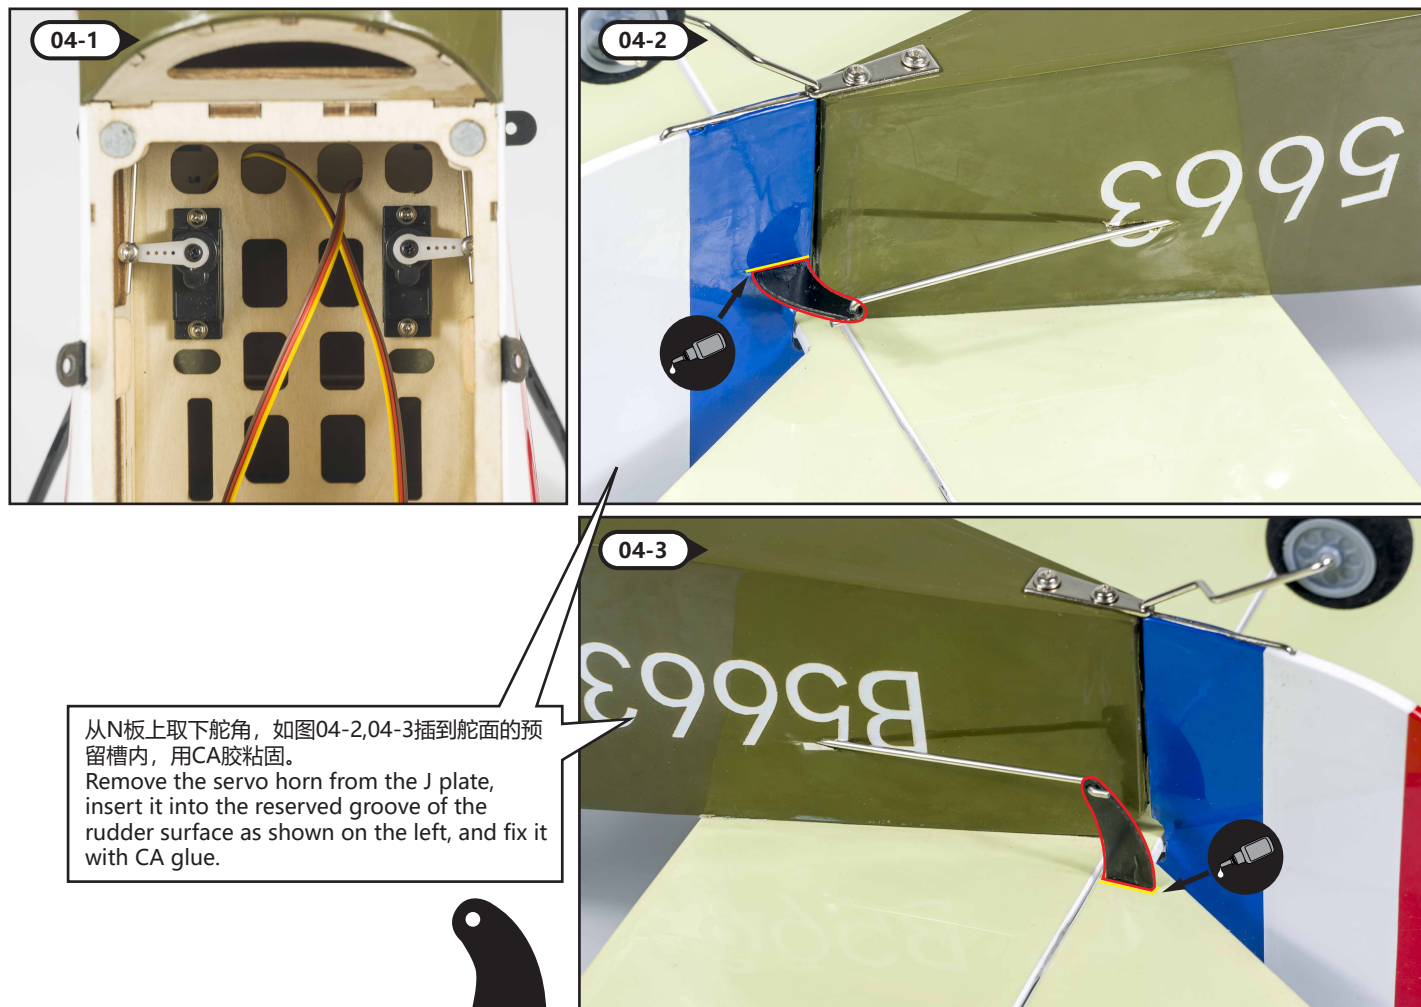 04-1
04-2
5663
04-3
B5663
从N板上取下舵角，如图04-2,04-3插到舵面的预
留槽内，用CA胶粘固。
Remove the servo horn from the J plate,
insert it into the reserved groove of the
rudder surface as shown on the left, and fix it
with CA glue.